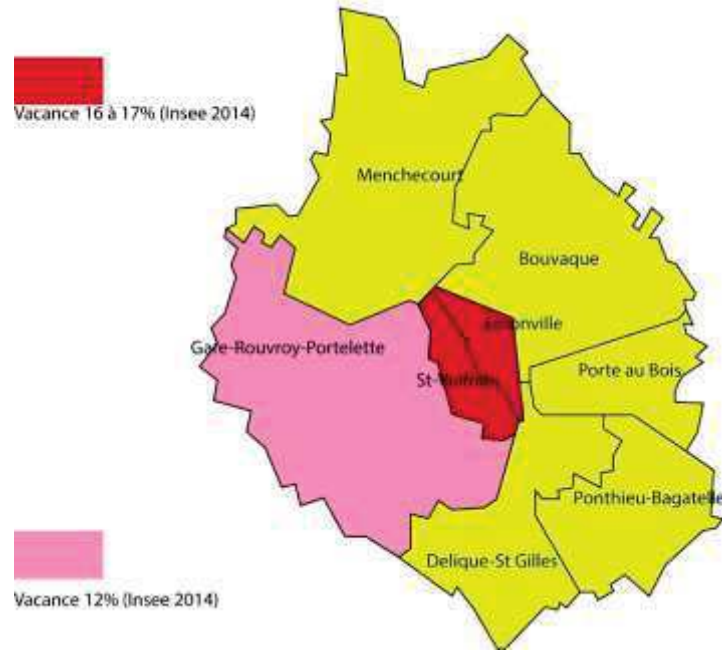 Vacance 16 à 17% (Insee 2014)
Menchecourt
Bouvaque
Gare-Rouvroy-Portelette
Porte au Bois
Ponthieu-Bagatelle
Delique-St Gilles
Vacance 12% (Insee 2014)